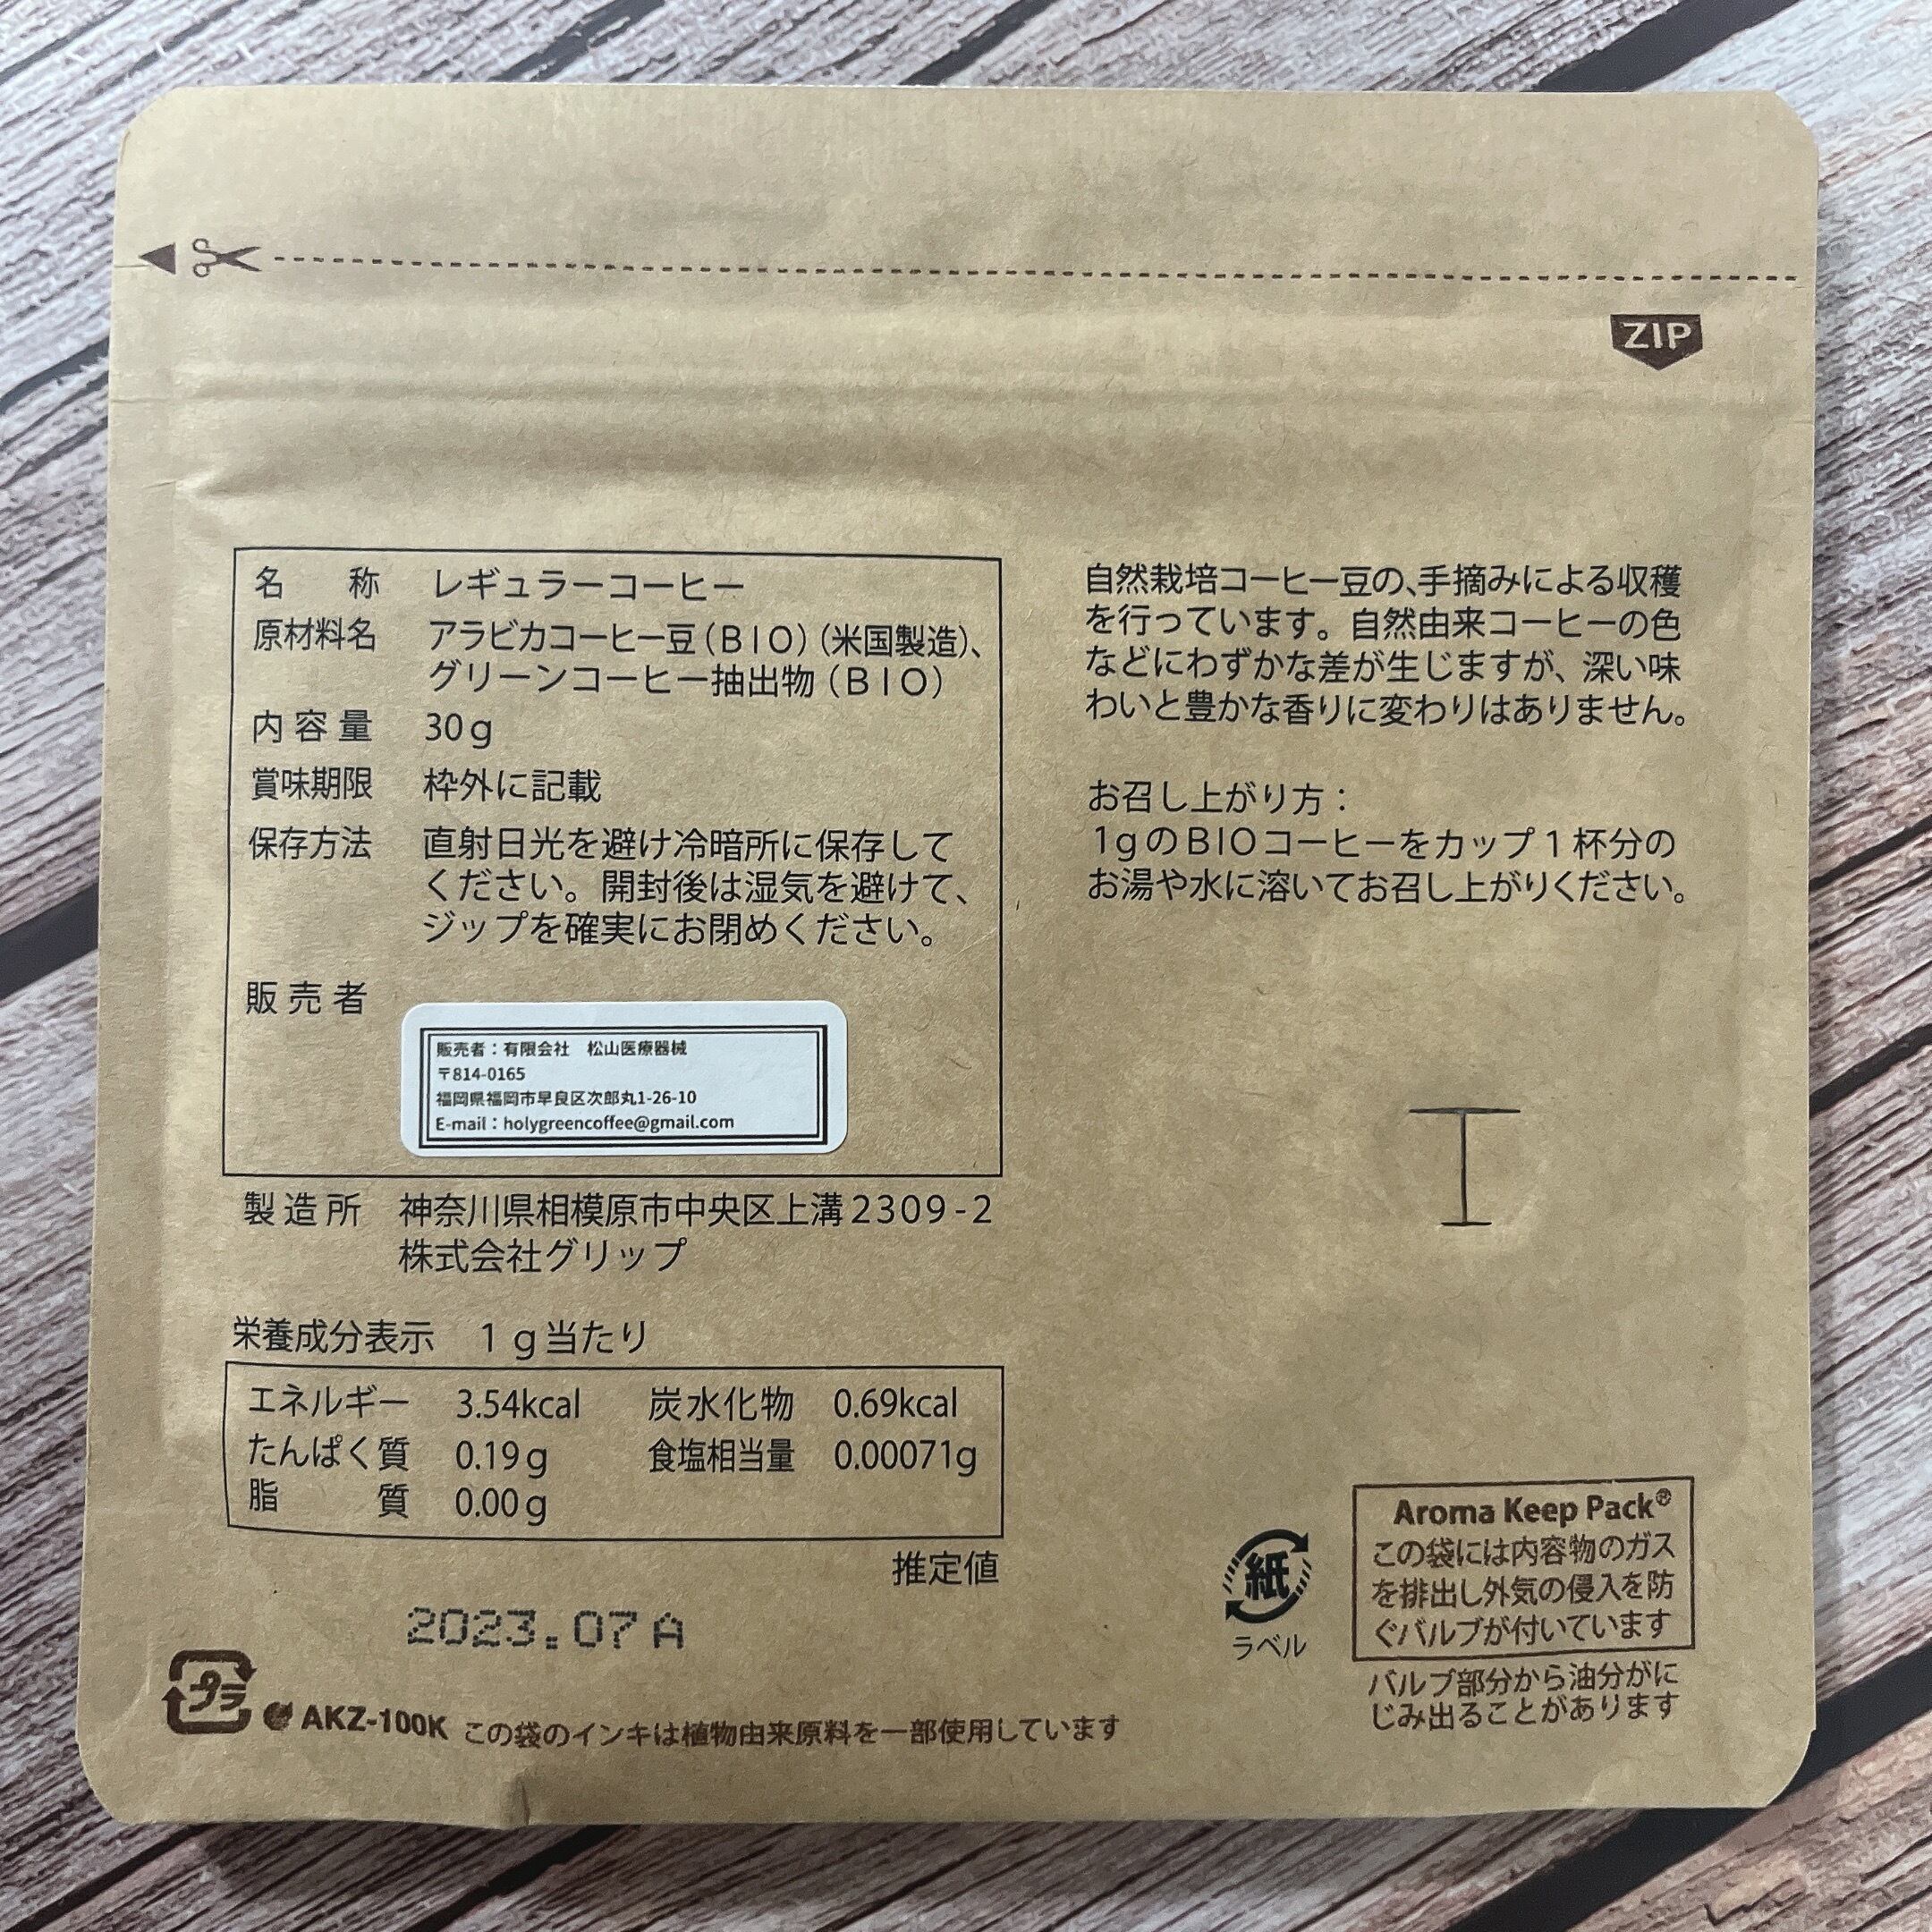 ZIP
名 称 レギュラーコーヒー
原材料名 アラビカコーヒー豆(BIO)(米国製造)、
グリーンコーヒー抽出物(BIO)
内容量 30g
賞味期限 枠外に記載
保存方法 直射日光を避け冷暗所に保存して
ください。開封後は湿気を避けて、
ジップを確実にお閉めください。
販売者
販売者:有限会社 松山医療器械
〒814-0165
福岡県福岡市早良区次郎丸1-26-10
E-mail:holygreencoffee@gmail.com
製造所 神奈川県相模原市中央区上溝2309-2
株式会社グリップ
栄養成分表示 1g当たり
エネルギー 3.54kcal 炭水化物 0.69kcal
たんぱく質 0.19g 食塩相当量 0.00071g
脂 質 0.00g
推定値
2023.07A
プラ
AKZ-100K この袋のインキは植物由来原料を一部使用しています
自然栽培コーヒー豆の、手摘みによる収穫
を行っています。自然由来コーヒーの色
などにわずかな差が生じますが、深い味
わいと豊かな香りに変わりはありません。
お召し上がり方:
1gのBIOコーヒーをカップ1杯分の
お湯や水に溶いてお召し上がりください。
紙
ラベル
Aroma Keep Pack®
この袋には内容物のガス
を排出し外気の侵入を防
ぐバルブが付いています
バルブ部分から油分がに
じみ出ることがあります